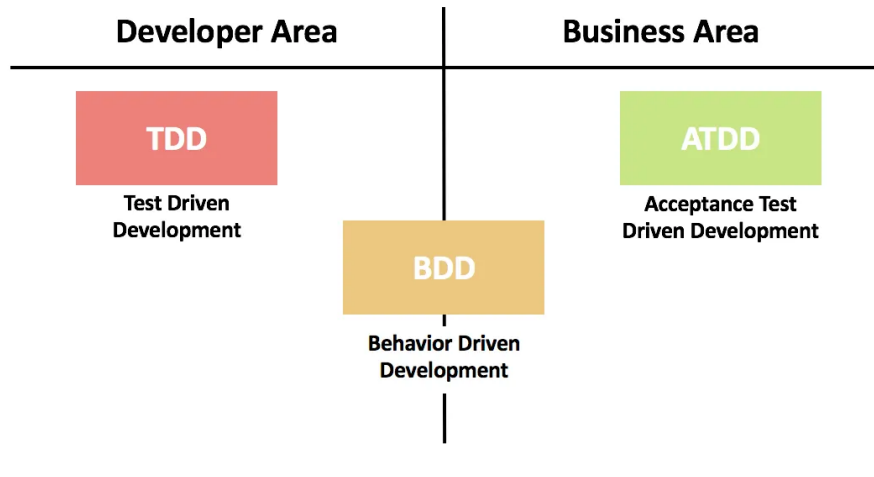 Developer Area
Business Area
TDD
Test Driven
Development
ATDD
Acceptance Test
Driven Development
BDD
Behavior Driven
Development